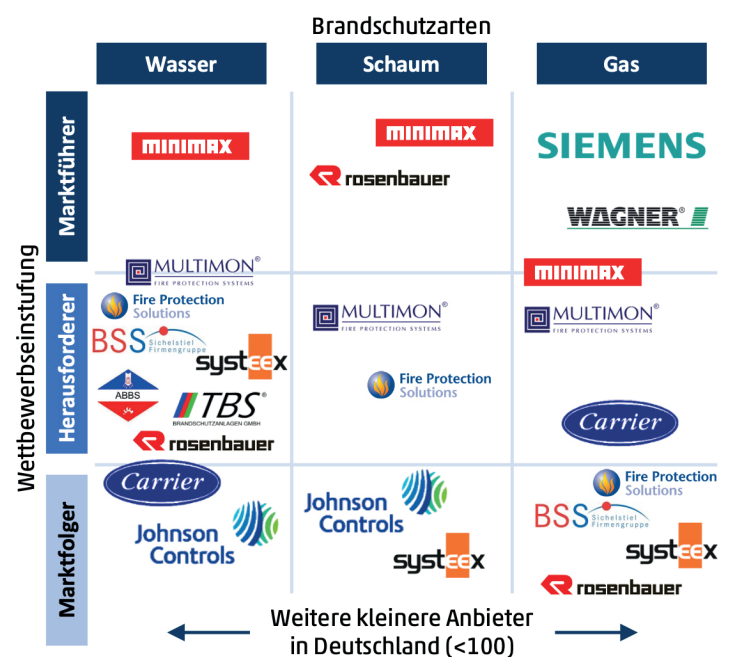 Brandschutzarten
Wasser
Schaum
Gas
Wettbewerbseinstufung
Marktführer
MINIMAX
MINIMAX
rosenbauer
SIEMENS
WAGNER®
MULTIMON®
FIRE PROTECTION SYSTEMS
MINIMAX
Herausforderer
Fire Protection
Solutions
BSS Sichelstiel
Firmengruppe
systeex
ABBS
TBS®
BRANDSCHUTZANLAGEN GMBH
rosenbauer
MULTIMON®
FIRE PROTECTION SYSTEMS
Fire Protection
Solutions
MULTIMON®
FIRE PROTECTION SYSTEMS
Carrier
Marktfolger
Carrier
Johnson
Controls
Johnson
Controls
systeex
Fire Protection
Solutions
BSS Sichelstiel
Firmengruppe
systeex
rosenbauer
Weitere kleinere Anbieter
in Deutschland (<100)